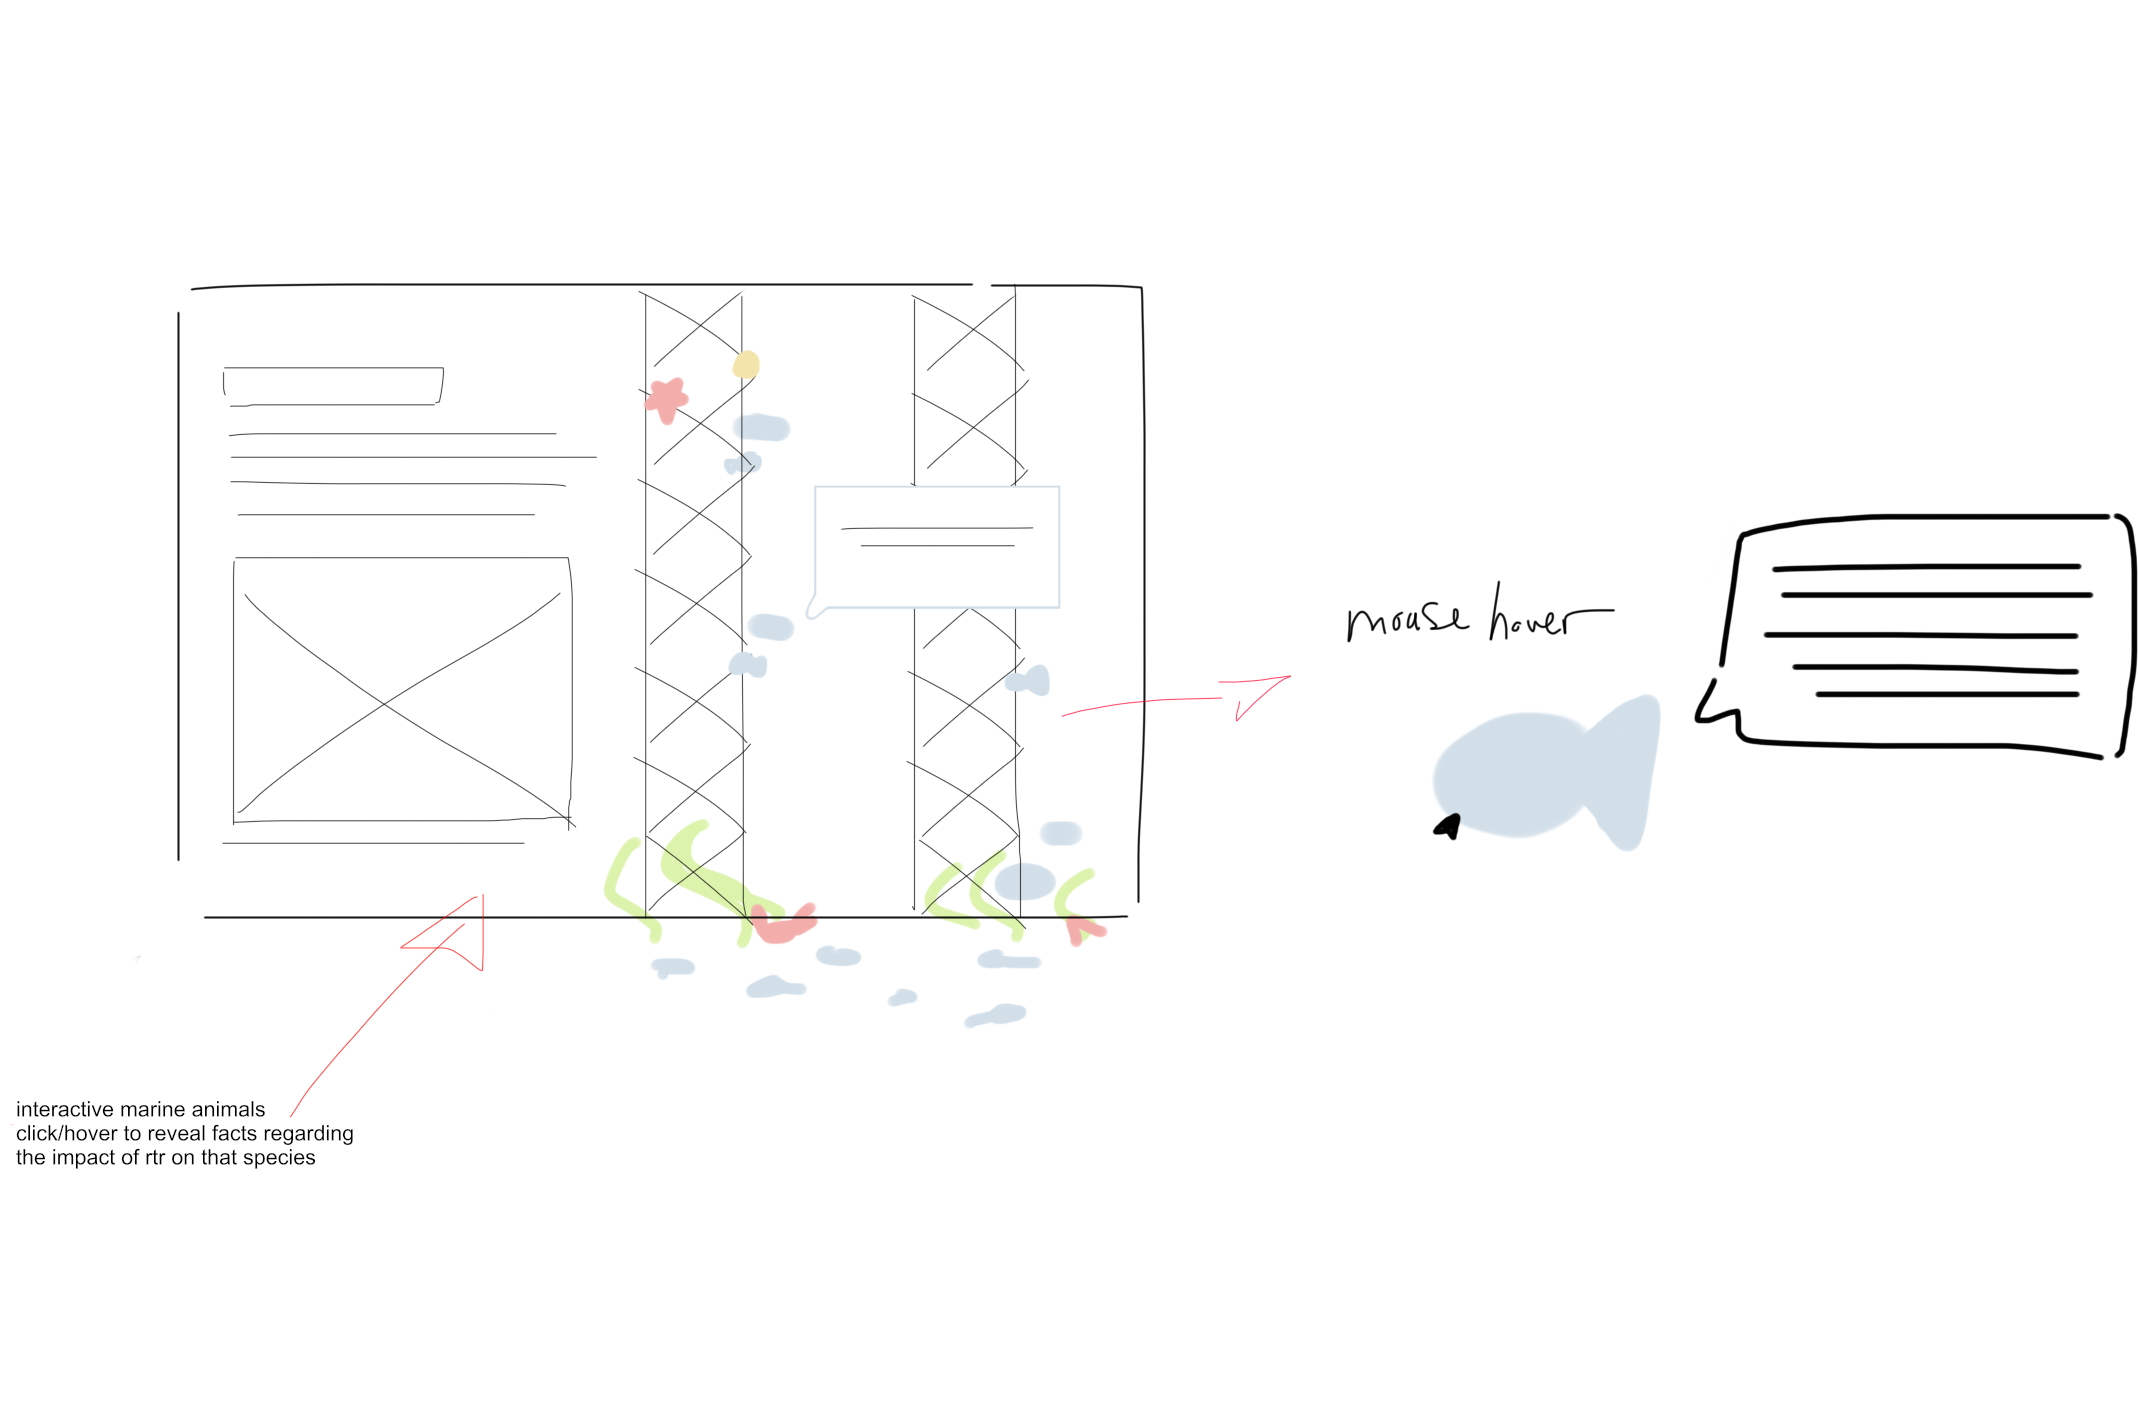 mouse hover
interactive marine animals
click/hover to reveal facts regarding
the impact of rtr on that species